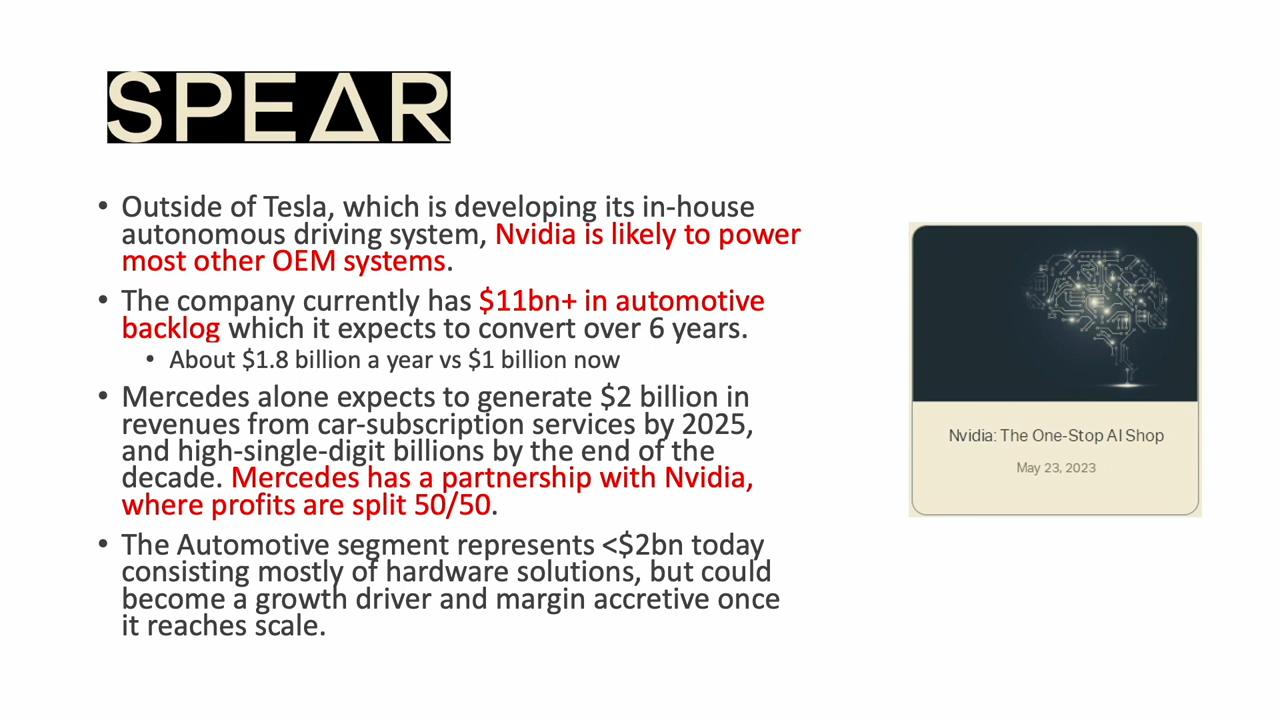 SPEAR
• Outside of Tesla, which is developing its in-house
autonomous driving system, Nvidia is likely to power
most other OEM systems.
• The company currently has $11bn+ in automotive
backlog which it expects to convert over 6 years.
• About $1.8 billion a year vs $1 billion now
• Mercedes alone expects to generate $2 billion in
revenues from car-subscription services by 2025,
and high-single-digit billions by the end of the
decade. Mercedes has a partnership with Nvidia,
where profits are split 50/50.
• The Automotive segment represents <$2bn today
consisting mostly of hardware solutions, but could
become a growth driver and margin accretive once
it reaches scale.
Nvidia: The One-Stop AI Shop
May 23, 2023